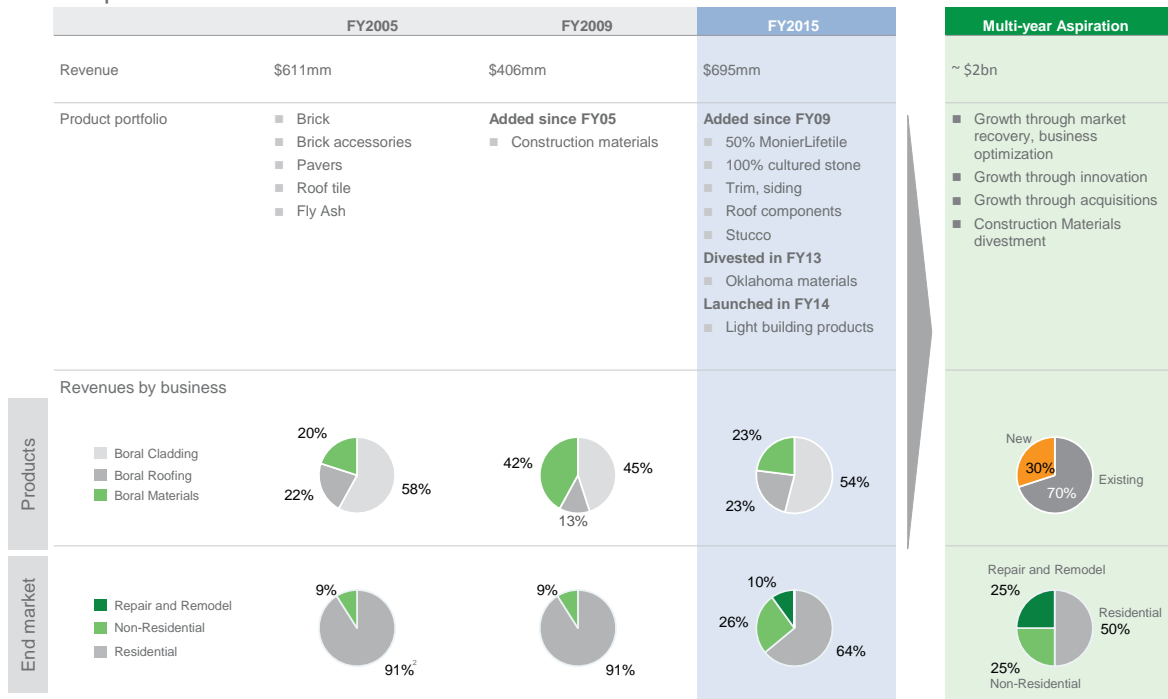 FY2005 FY2009 FY2015 Multi-year Aspiration
Revenue $611mm $406mm $695mm ~ $2bn
Product portfolio
Brick
Brick accessories
Pavers
Roof tile
Fly Ash
Added since FY05
Construction materials
Added since FY09
50% MonierLifetile
100% cultured stone
Trim, siding
Roof components
Stucco
Divested in FY13
Oklahoma materials
Launched in FY14
Light building products
Growth through market
recovery, business
optimization
Growth through innovation
Growth through acquisitions
Construction Materials
divestment
Revenues by business
Products
Boral Cladding
Boral Roofing
Boral Materials
20%
22%
58%
42%
45%
13%
23%
54%
23%
New
30%
70%
Existing
End market
Repair and Remodel
Non-Residential
Residential
9%
91%2
9%
91%
10%
26%
64%
Repair and Remodel
25%
Residential
50%
25%
Non-Residential